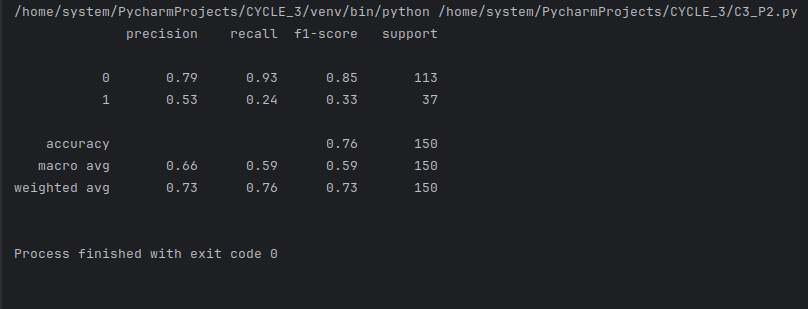 /home/system/PycharmProjects/CYCLE_3/venv/bin/python /home/system/PycharmProjects/CYCLE_3/C3_P2.py
precision recall f1-score support
0 0.79 0.93 0.85 113
1 0.53 0.24 0.33 37
accuracy 0.76 150
macro avg 0.66 0.59 0.59 150
weighted avg 0.73 0.76 0.73 150
Process finished with exit code 0